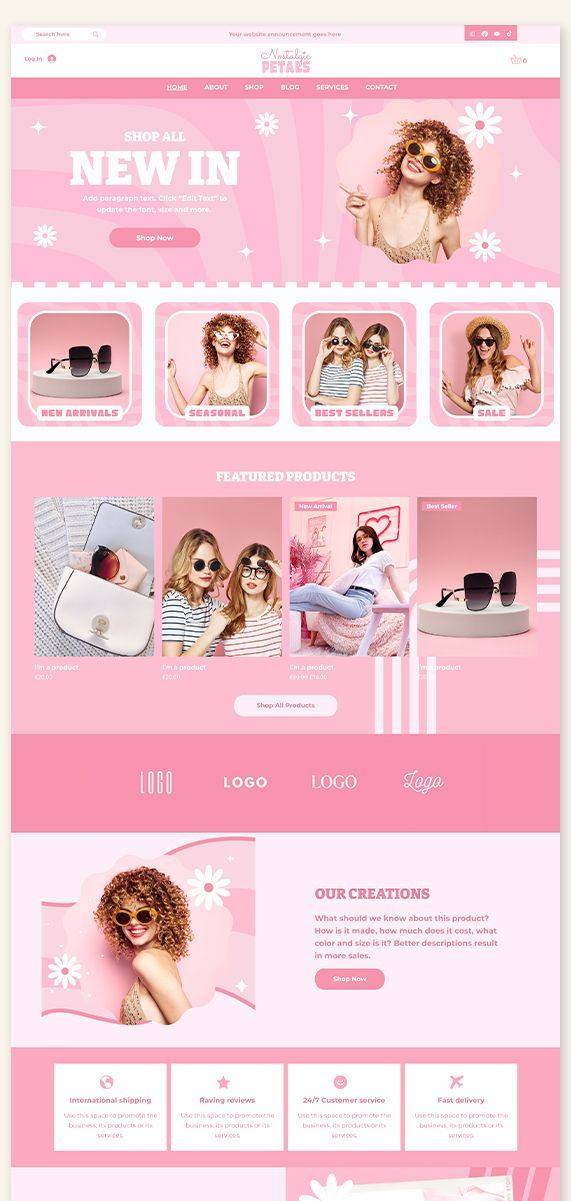 Search here
Your website announcement goes here
Log In
Nostalgic
PETALS
0
HOME ABOUT SHOP BLOG SERVICES CONTACT
SHOP ALL
NEW IN
Add paragraph text. Click "Edit Text" to
update the font, size and more.
Shop Now
NEW ARRIVALS
SEASONAL
BEST SELLERS
SALE
FEATURED PRODUCTS
New Arrival
Best Seller
I'm a product
£20.00
I'm a product
£20.00
I'm a product
I'm a product
Shop All Products
LOGO LOGO LOGO Logo
OUR CREATIONS
What should we know about this product?
How is it made, how much does it cost, what
color and size is it? Better descriptions result
in more sales.
Shop Now
International shipping
Use this space to promote the
business, its products or its
services.
Raving reviews
Use this space to promote the
business, its products or its
services.
24/7 Customer service
Use this space to promote the
business, its products or its
services.
Fast delivery
Use this space to promote the
business, its products or its
services.